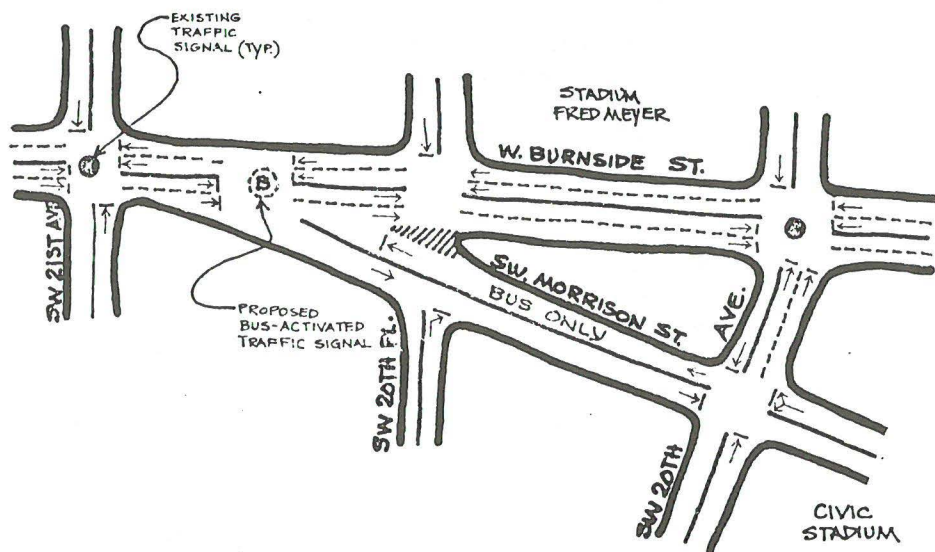 EXISTING
TRAFFIC
SIGNAL (TYP.)
STADIUM
FRED MEYER
W. BURNSIDE ST.
B
SW 21ST AVE.
SW. MORRISON ST.
BUS ONLY
AVE.
PROPOSED
BUS-ACTIVATED
TRAFFIC SIGNAL
SW 20TH PL.
SW 20TH
CIVIC
STADIUM